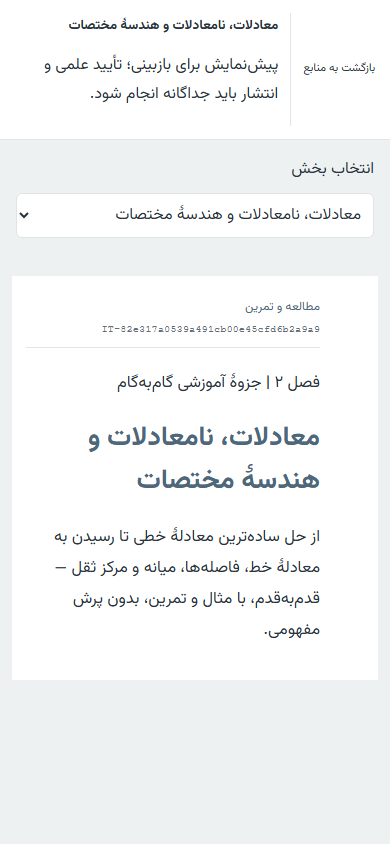 بازگشت به منابع
معادلات، نامعادلات و هندسهٔ مختصات
پیش‌نمایش برای بازبینی؛ تأیید علمی و
انتشار باید جداگانه انجام شود.
انتخاب بخش
معادلات، نامعادلات و هندسهٔ مختصات
مطالعه و تمرین
IT-82e317a0539a491cb00e45cfd6b2a9a9
فصل ۲ | جزوهٔ آموزشی گام‌به‌گام
معادلات، نامعادلات و
هندسهٔ مختصات
از حل ساده‌ترین معادلهٔ خطی تا رسیدن به
معادلهٔ خط، فاصله‌ها، میانه و مرکز ثقل —
قدم‌به‌قدم، با مثال و تمرین، بدون پرش
مفهومی.